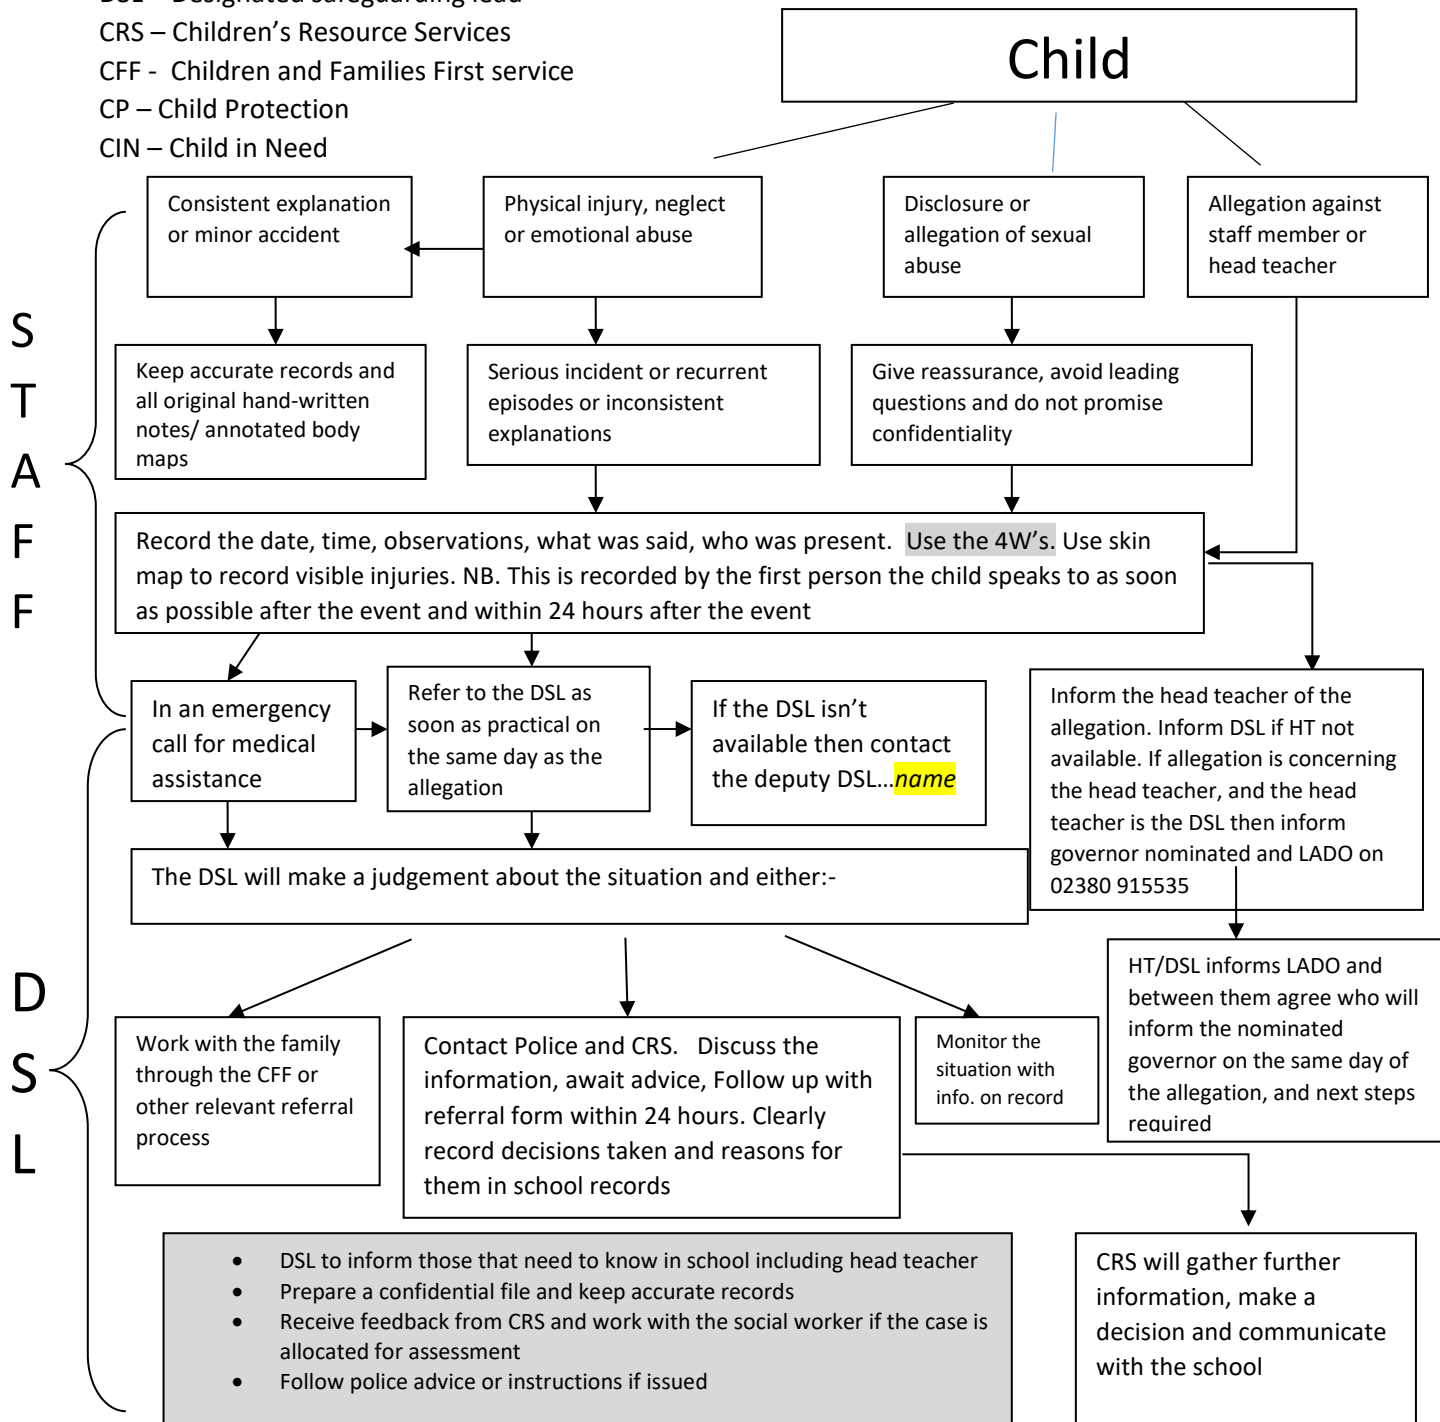 DSL – Designated safeguarding lead
CRS – Children's Resource Services
CFF - Children and Families First service
CP – Child Protection
CIN – Child in Need
Child
Consistent explanation
or minor accident
Physical injury, neglect
or emotional abuse
Disclosure or
allegation of sexual
abuse
Allegation against
staff member or
head teacher
S
T
A
F
F
Keep accurate records and
all original hand-written
notes/ annotated body
maps
Serious incident or recurrent
episodes or inconsistent
explanations
Give reassurance, avoid leading
questions and do not promise
confidentiality
Record the date, time, observations, what was said, who was present. Use the 4W's. Use skin
map to record visible injuries. NB. This is recorded by the first person the child speaks to as soon
as possible after the event and within 24 hours after the event
In an emergency
call for medical
assistance
Refer to the DSL as
soon as practical on
the same day as the
allegation
If the DSL isn't
available then contact
the deputy DSL...name
Inform the head teacher of the
allegation. Inform DSL if HT not
available. If allegation is concerning
the head teacher, and the head
teacher is the DSL then inform
governor nominated and LADO on
02380 915535
The DSL will make a judgement about the situation and either:-
D
S
L
Work with the family
through the CFF or
other relevant referral
process
Contact Police and CRS. Discuss the
information, await advice, Follow up with
referral form within 24 hours. Clearly
record decisions taken and reasons for
them in school records
Monitor the
situation with
info. on record
HT/DSL informs LADO and
between them agree who will
inform the nominated
governor on the same day of
the allegation, and next steps
required
• DSL to inform those that need to know in school including head teacher
• Prepare a confidential file and keep accurate records
• Receive feedback from CRS and work with the social worker if the case is
allocated for assessment
• Follow police advice or instructions if issued
CRS will gather further
information, make a
decision and communicate
with the school